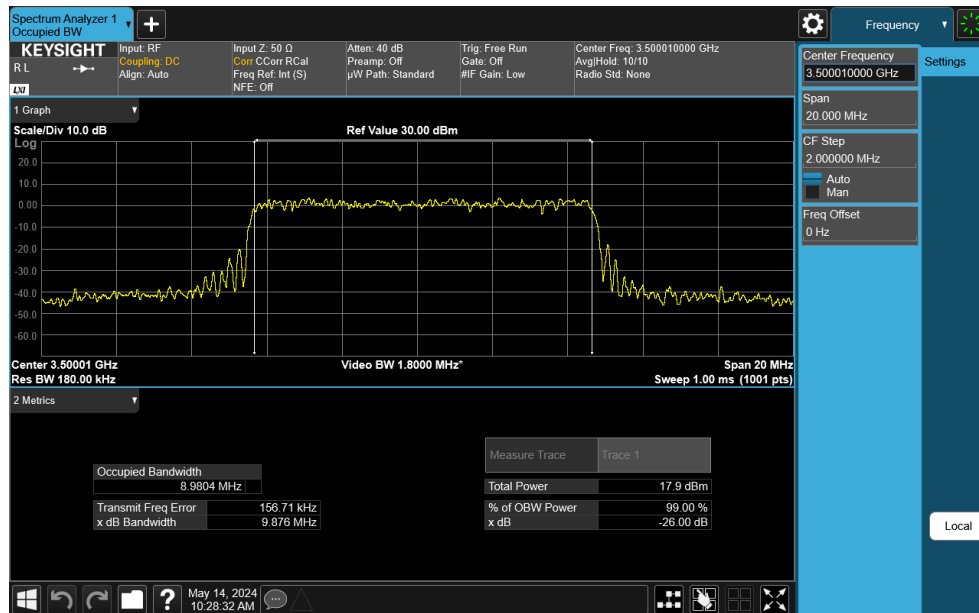 Spectrum Analyzer 1
Occupied BW
Frequency
KEYSIGHT
R L
LXI
Input: RF
Coupling: DC
Align: Auto
Input Z: 50 Ω
Corr CCorr RCal
Freq Ref: Int (S)
NFE: Off
Atten: 40 dB
Preamp: Off
µW Path: Standard
Trig: Free Run
Gate: Off
#IF Gain: Low
Center Freq: 3.500010000 GHz
Avg|Hold: 10/10
Radio Std: None
Center Frequency
3.500010000 GHz
Settings
Span
20.000 MHz
CF Step
2.000000 MHz
Auto
Man
Freq Offset
0 Hz
Local
1 Graph
Scale/Div 10.0 dB
Ref Value 30.00 dBm
Log
20.0
10.0
0.00
-10.0
-20.0
-30.0
-40.0
-50.0
-60.0
Center 3.50001 GHz
Video BW 1.8000 MHz*
Span 20 MHz
Res BW 180.00 kHz
Sweep 1.00 ms (1001 pts)
2 Metrics
Measure Trace
Trace 1
Occupied Bandwidth
8.9804 MHz
Total Power
17.9 dBm
Transmit Freq Error
156.71 kHz
% of OBW Power
99.00 %
x dB Bandwidth
9.876 MHz
x dB
-26.00 dB
May 14, 2024
10:28:32 AM